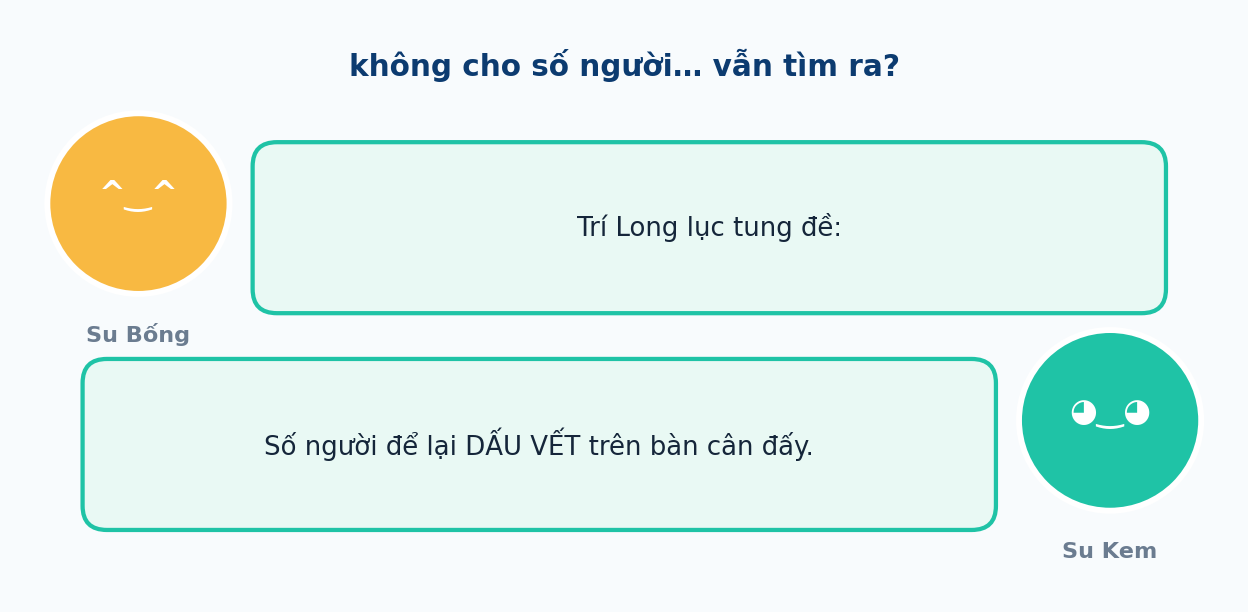 không cho số người… vẫn tìm ra?
Trí Long lục tung đề:
Su Bống
Số người để lại DẤU VẾT trên bàn cân đấy.
Su Kem